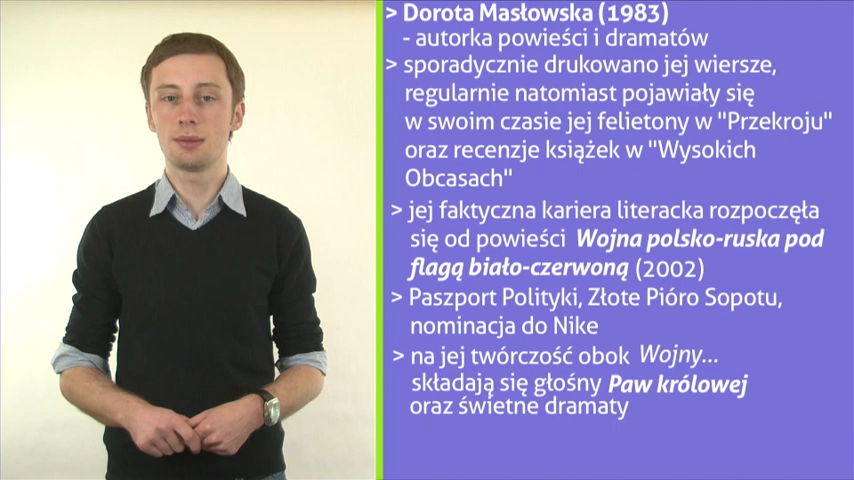 > Dorota Masłowska (1983)
- autorka powieści i dramatów
> sporadycznie drukowano jej wiersze,
regularnie natomiast pojawiały się
w swoim czasie jej felietony w "Przekroju"
oraz recenzje książek w "Wysokich
Obcasach"
> jej faktyczna kariera literacka rozpoczęła
się od powieści Wojna polsko-ruska pod
flagą biało-czerwoną (2002)
> Paszport Polityki, Złote Pióro Sopotu,
nominacja do Nike
> na jej twórczość obok Wojny...
składają się głośny Paw królowej
oraz świetne dramaty